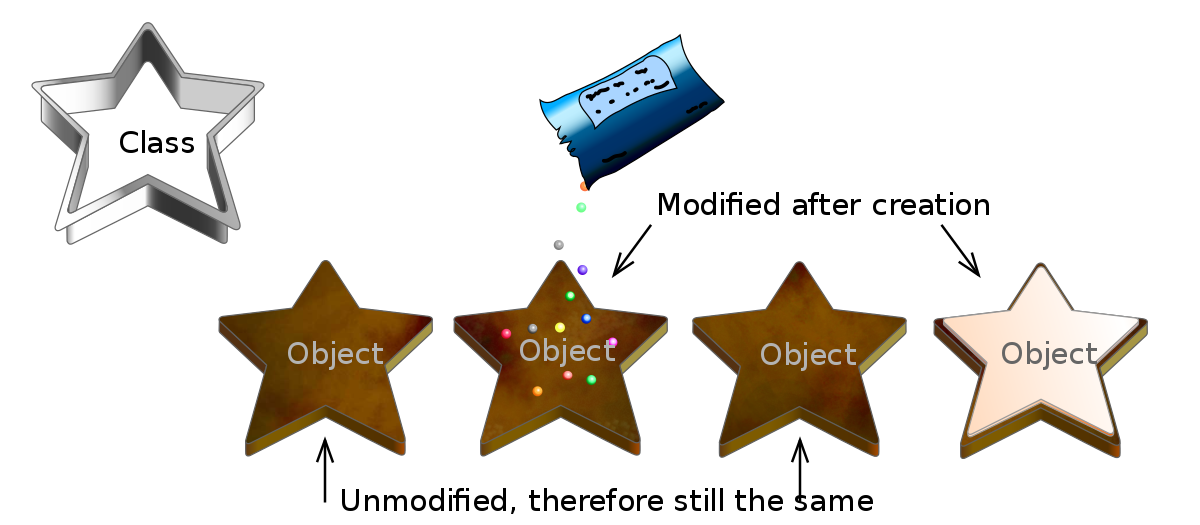 Class
Modified after creation
Object
Object
Object
Object
Unmodified, therefore still the same